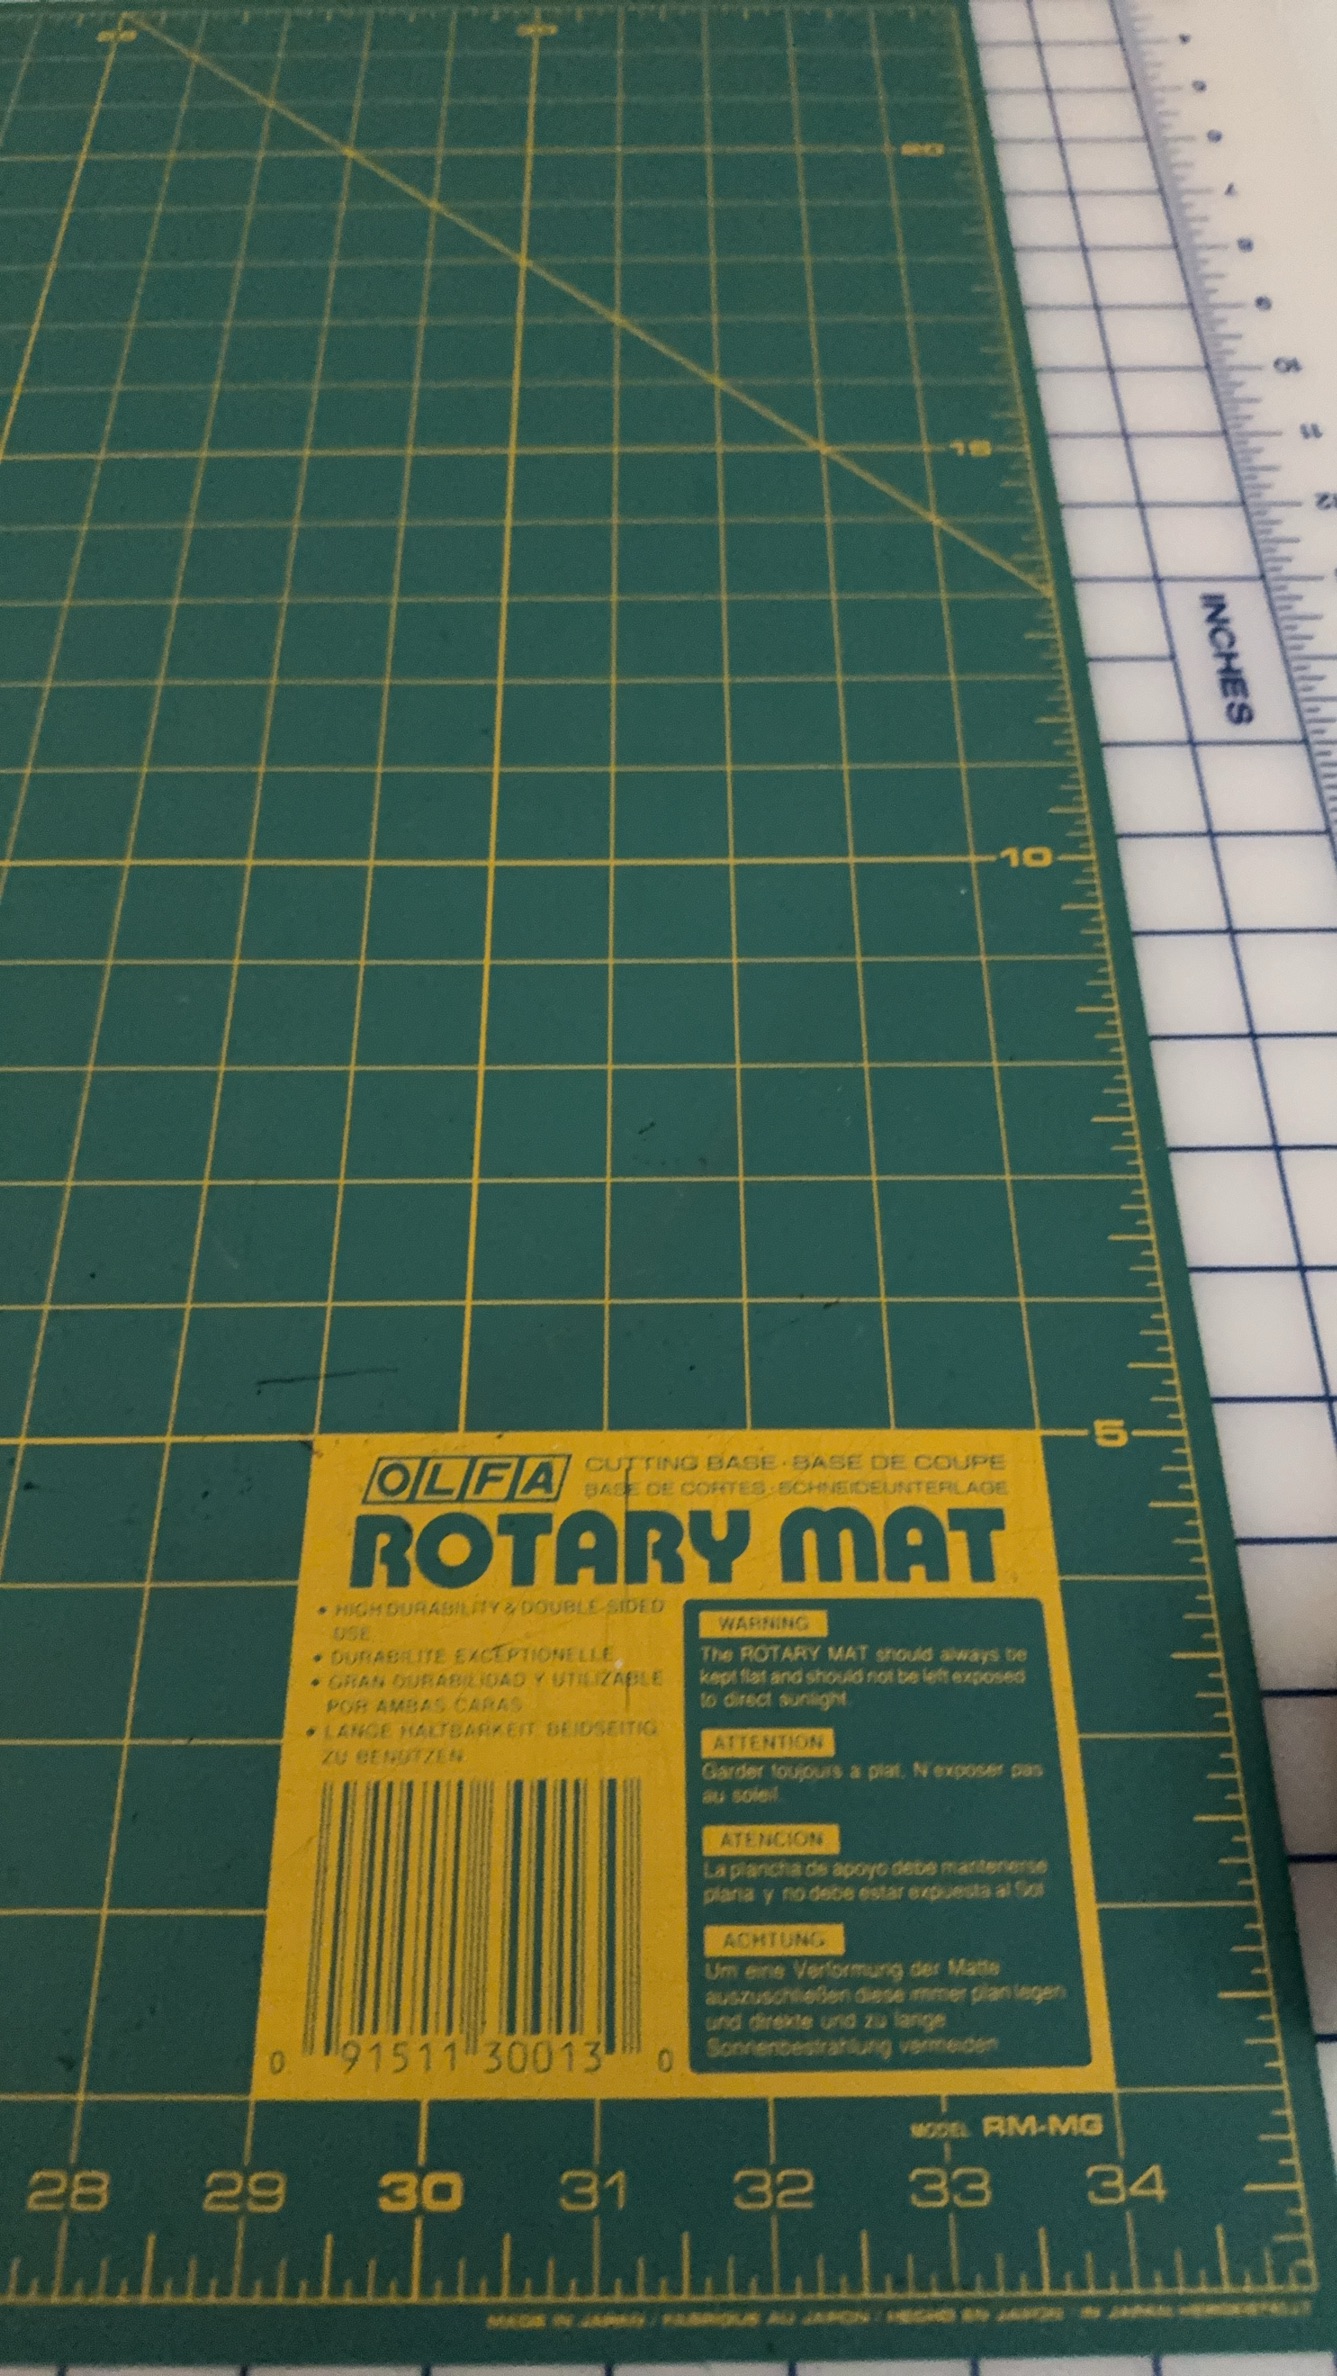 30
20
15
INCHES
10
5
OLFA
CUTTING BASE · BASE DE COUPE
BASE DE CORTES · SCHNEIDEUNTERLAGE
ROTARY MAT
• HIGH DURABILITY & DOUBLE-SIDED
USE
• DURABILITE EXCEPTIONELLE
• GRAN DURABILIDAD Y UTILIZABLE
POR AMBAS CARAS
• LANGE HALTBARKEIT BEIDSEITIG
ZU BENUTZEN
0 91511 30013 0
WARNING
The ROTARY MAT should always be
kept flat and should not be left exposed
to direct sunlight.
ATTENTION
Garder toujours a plat. N'exposer pas
au soleil.
ATENCION
La plancha de apoyo debe mantenerse
plana y no debe estar expuesta al Sol
ACHTUNG
Um eine Verformung der Matte
auszuschließen diese immer plan legen
und direkte und zu lange
Sonnenbestrahlung vermeiden
MODEL RM-MG
28 29 30 31 32 33 34
MADE IN JAPAN / FABRIQUE AU JAPON / HECHO EN JAPON